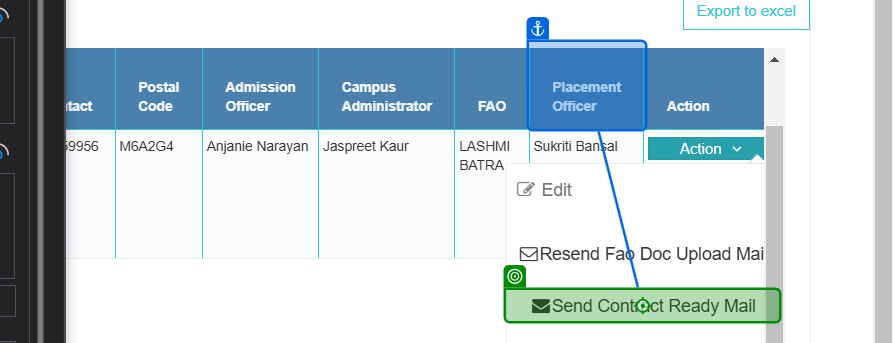 Export to excel
ntact
Postal
Code
Admission
Officer
Campus
Administrator
FAO
Placement
Officer
Action
59956
M6A2G4
Anjanie Narayan
Jaspreet Kaur
LASHMI
BATRA
Sukriti Bansal
Action
Edit
Resend Fao Doc Upload Mai
Send Contract Ready Mail